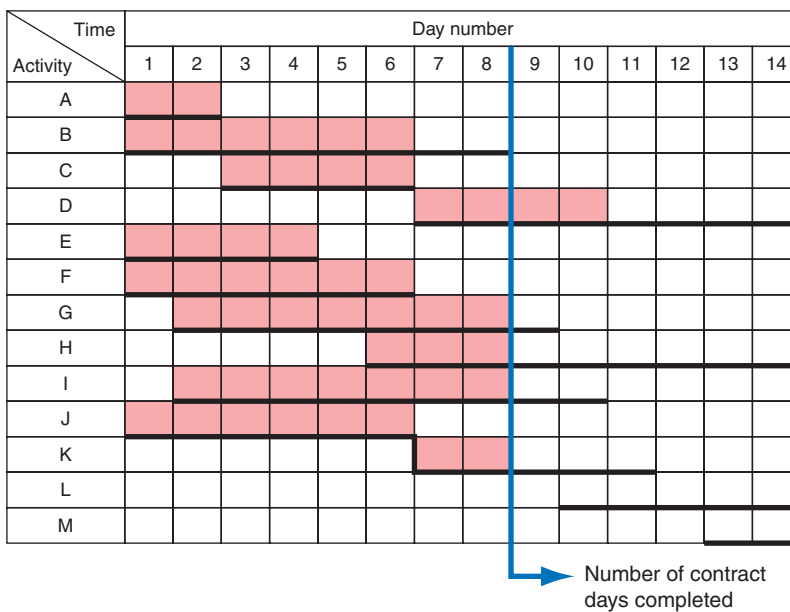 Time
Day number
Activity
1 2 3 4 5 6 7 8 9 10 11 12 13 14
A
B
C
D
E
F
G
H
I
J
K
L
M
Number of contract
days completed